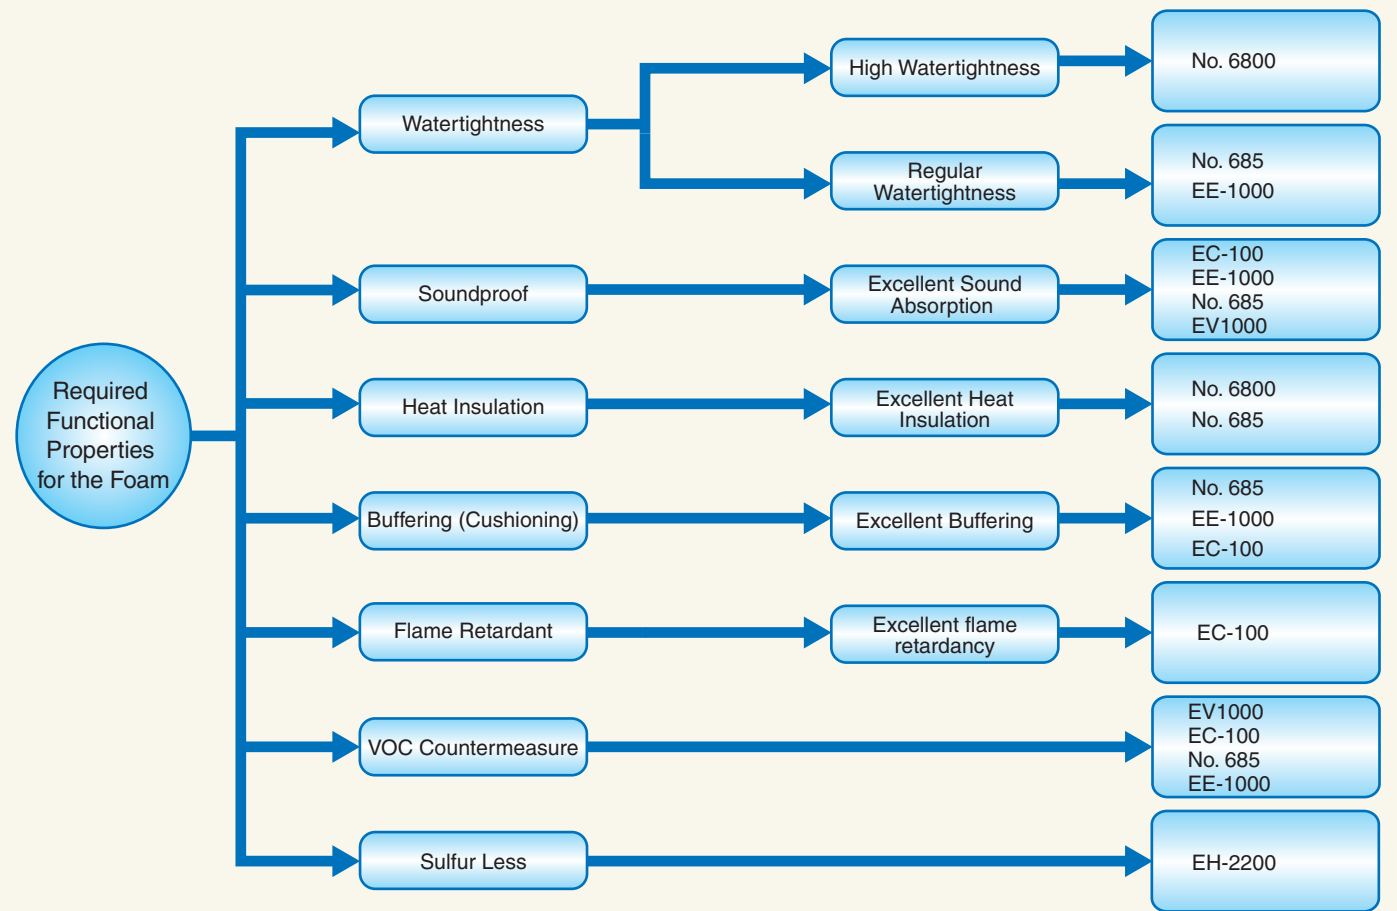 Required
Functional
Properties
for the Foam
Watertightness
High Watertightness
No. 6800
Regular
Watertightness
No. 685
EE-1000
Soundproof
Excellent Sound
Absorption
EC-100
EE-1000
No. 685
EV1000
Heat Insulation
Excellent Heat
Insulation
No. 6800
No. 685
Buffering (Cushioning)
Excellent Buffering
No. 685
EE-1000
EC-100
Flame Retardant
Excellent flame
retardancy
EC-100
VOC Countermeasure
EV1000
EC-100
No. 685
EE-1000
Sulfur Less
EH-2200